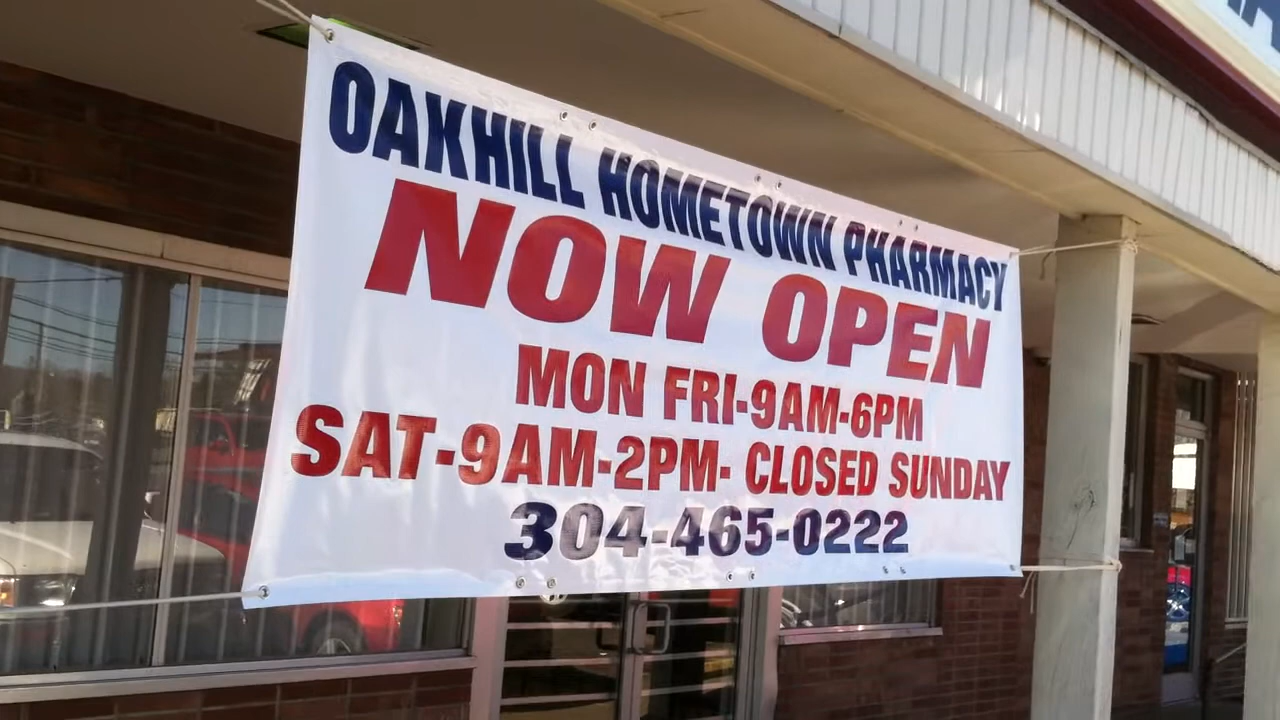 OAKHILL HOMETOWN PHARMACY
NOW OPEN
MON FRI-9AM-6PM
SAT-9AM-2PM- CLOSED SUNDAY
304-465-0222